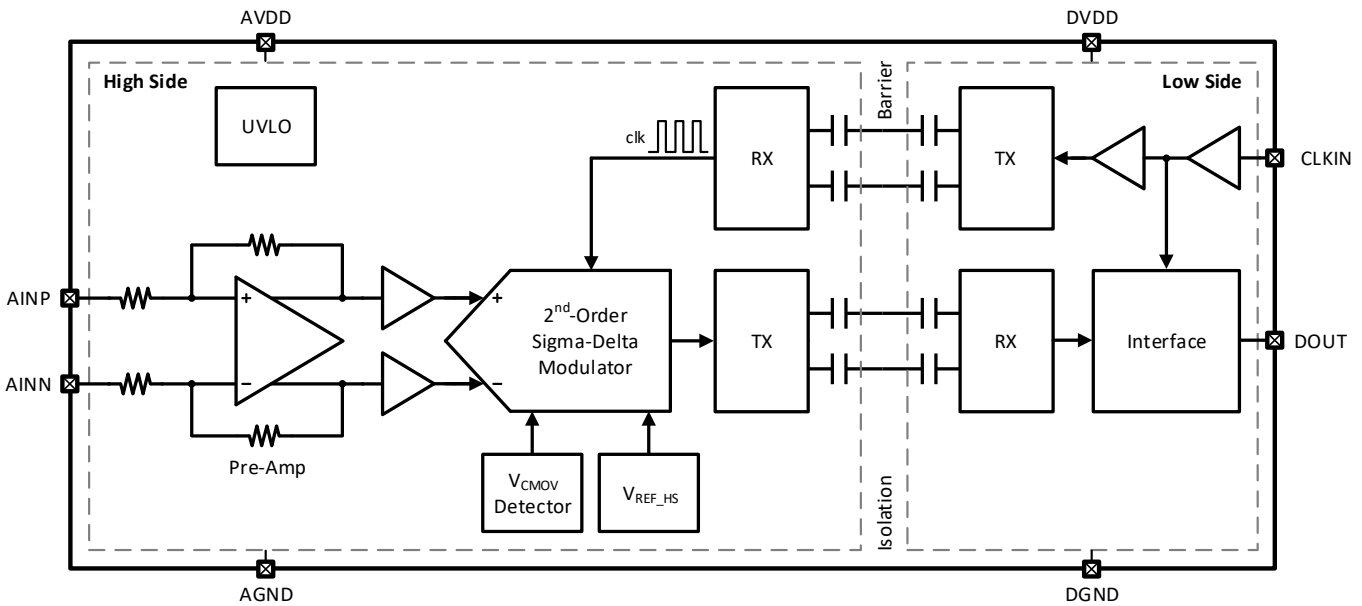 AVDD
DVDD
High Side
Barrier
Low Side
UVLO
clk
RX
TX
CLKIN
AINP
+
+
2nd-Order
Sigma-Delta
Modulator
TX
RX
Interface
DOUT
AINN
−
−
Pre-Amp
VCMOV
Detector
VREF_HS
Isolation
AGND
DGND